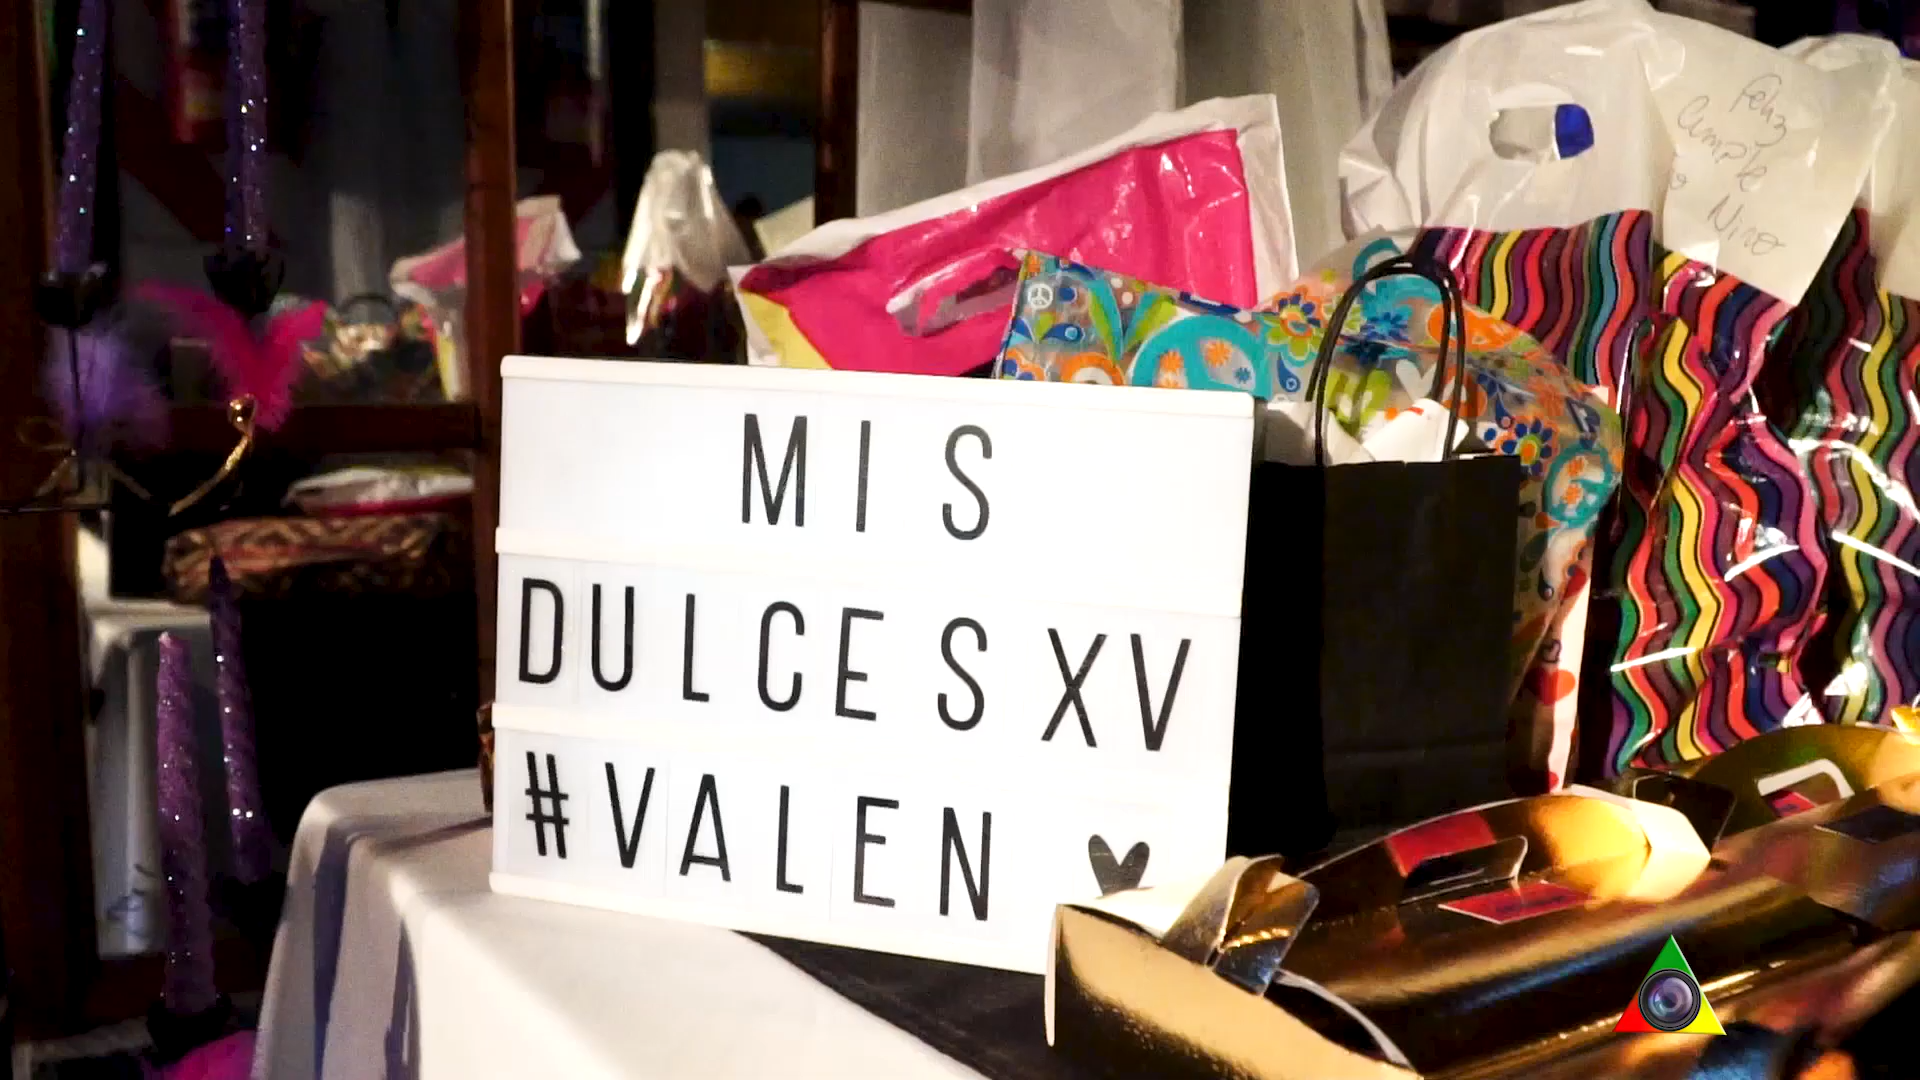 MIS
DULCES XV
#VALEN ♥
Feliz
Cumple
Nino